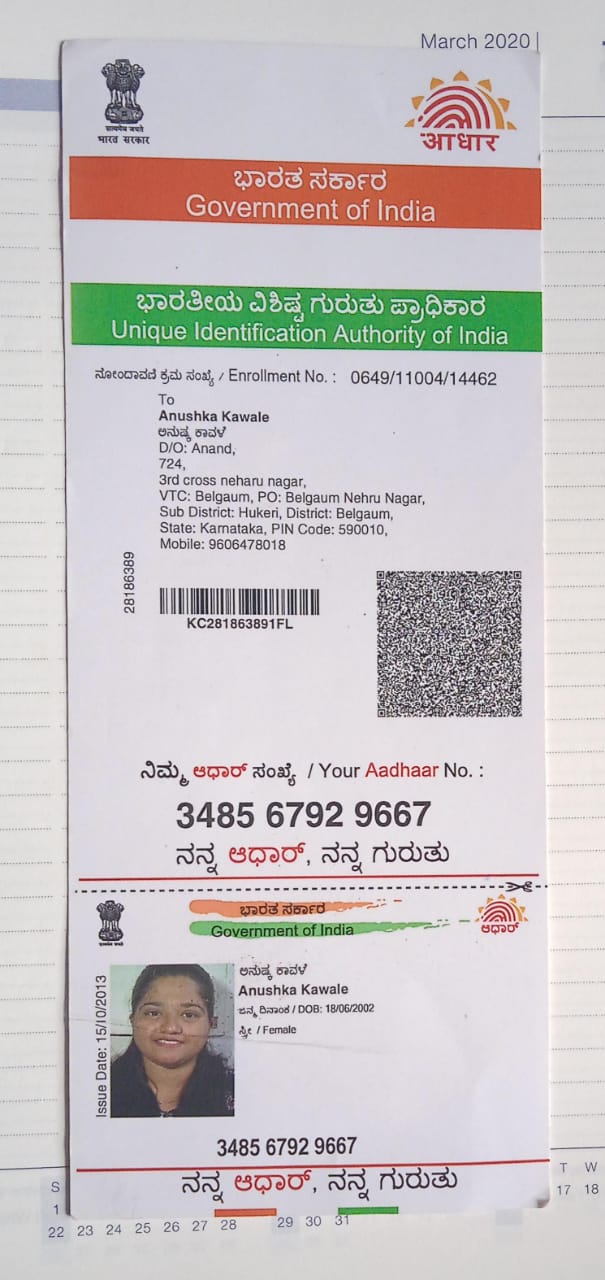 March 2020
सत्यमेव जयते
भारत सरकार
आधार
ಭಾರತ ಸರ್ಕಾರ
Government of India
ಭಾರತೀಯ ವಿಶಿಷ್ಟ ಗುರುತು ಪ್ರಾಧಿಕಾರ
Unique Identification Authority of India
ನೋಂದಾವಣಿ ಕ್ರಮ ಸಂಖ್ಯೆ / Enrollment No. : 0649/11004/14462
To
Anushka Kawale
ಅನುಷ್ಕ ಕಾವಳೆ
D/O: Anand,
724,
3rd cross neharu nagar,
VTC: Belgaum, PO: Belgaum Nehru Nagar,
Sub District: Hukeri, District: Belgaum,
State: Karnataka, PIN Code: 590010,
Mobile: 9606478018
28186389
KC281863891FL
ನಿಮ್ಮ ಆಧಾರ್ ಸಂಖ್ಯೆ / Your Aadhaar No. :
3485 6792 9667
ನನ್ನ ಆಧಾರ್, ನನ್ನ ಗುರುತು
ಭಾರತ ಸರ್ಕಾರ
Government of India
ಆಧಾರ್
ಅನುಷ್ಕ ಕಾವಳೆ
Anushka Kawale
ಜನ್ಮ ದಿನಾಂಕ / DOB: 18/06/2002
ಸ್ತ್ರೀ / Female
Issue Date: 15/10/2013
3485 6792 9667
ನನ್ನ ಆಧಾರ್, ನನ್ನ ಗುರುತು
S T W
1 17 18
22 23 24 25 26 27 28 29 30 31